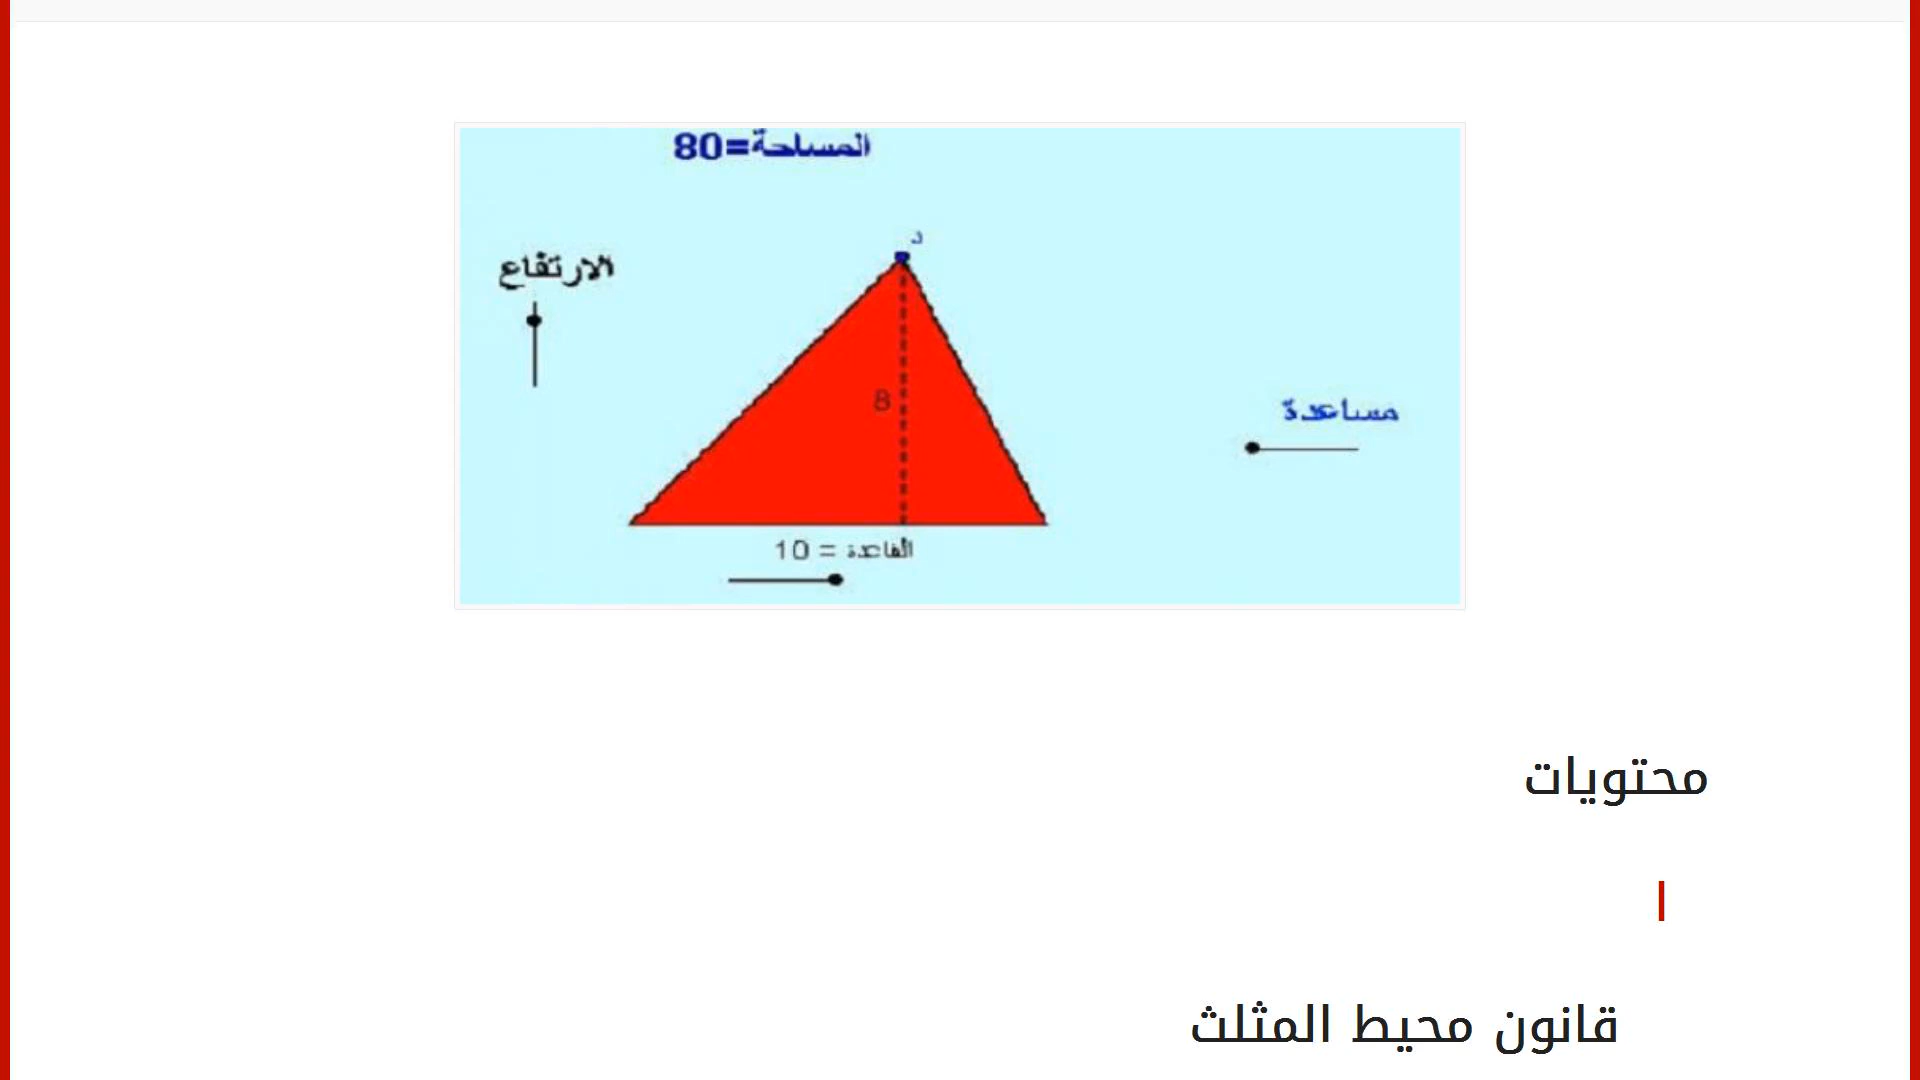 المساحة=80
د
الارتفاع
8
مساعدة
القاعدة = 10
محتويات
قانون محيط المثلث